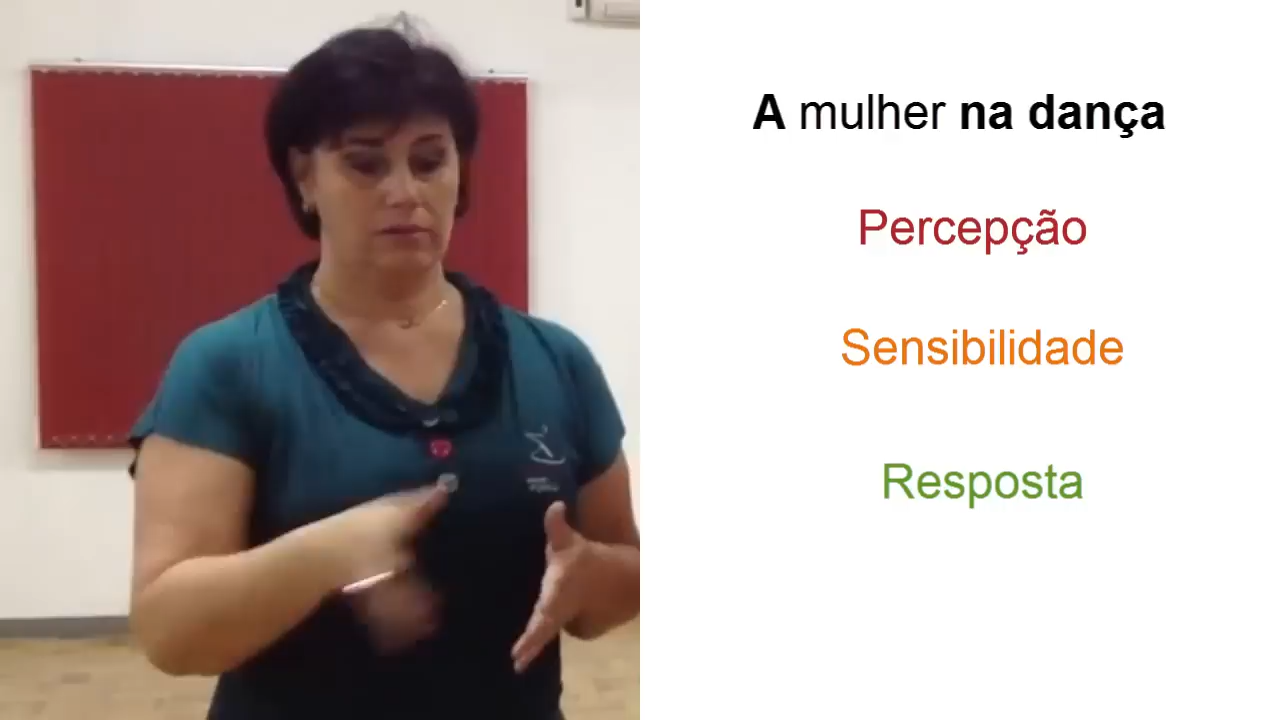 A mulher na dança
Percepção
Sensibilidade
Resposta